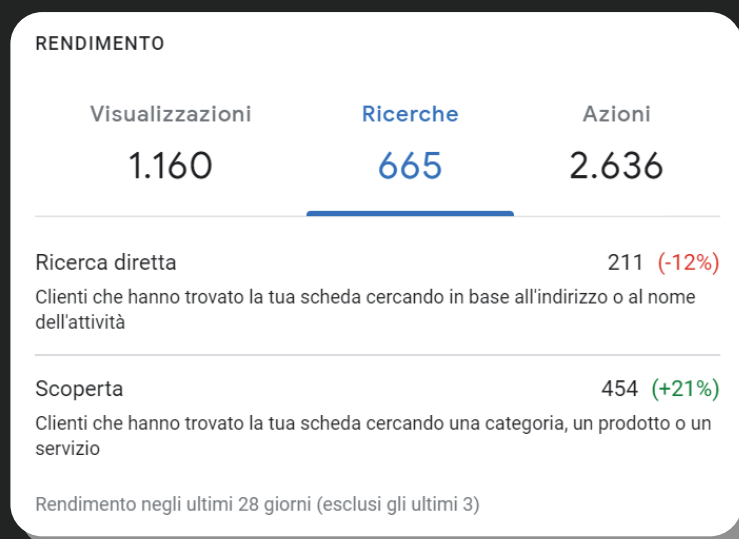 RENDIMENTO
Visualizzazioni Ricerche Azioni
1.160 665 2.636
Ricerca diretta 211 (-12%)
Clienti che hanno trovato la tua scheda cercando in base all'indirizzo o al nome
dell'attività
Scoperta 454 (+21%)
Clienti che hanno trovato la tua scheda cercando una categoria, un prodotto o un
servizio
Rendimento negli ultimi 28 giorni (esclusi gli ultimi 3)